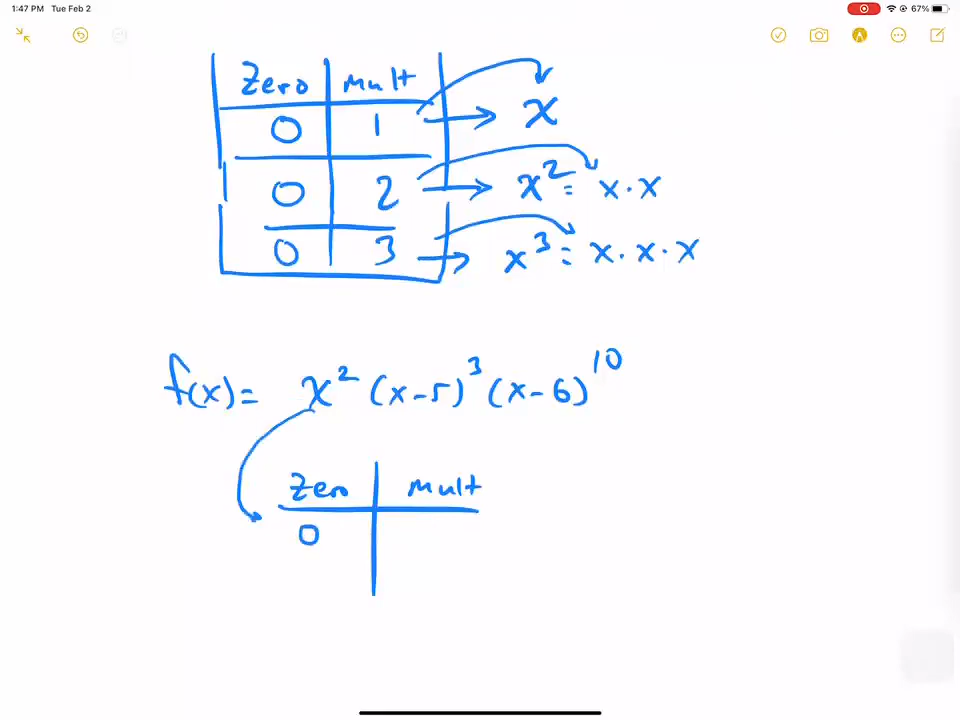 1:47 PM Tue Feb 2 67%
Zero mult
0 1 → x
0 2 → x² = x · x
0 3 → x³ = x · x · x
f(x) = x² (x-5)³ (x-6)¹⁰
Zero mult
0